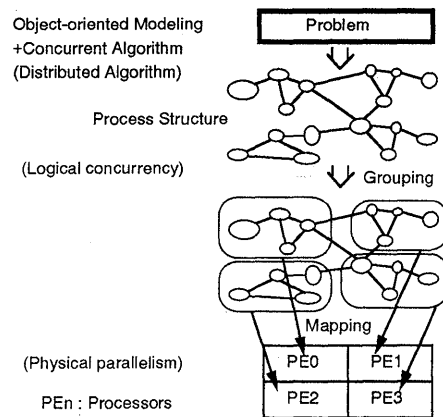 Object-oriented Modeling
+Concurrent Algorithm
(Distributed Algorithm)
Problem
Process Structure
(Logical concurrency)
Grouping
Mapping
(Physical parallelism)
PE0 PE1
PE2 PE3
PEn : Processors